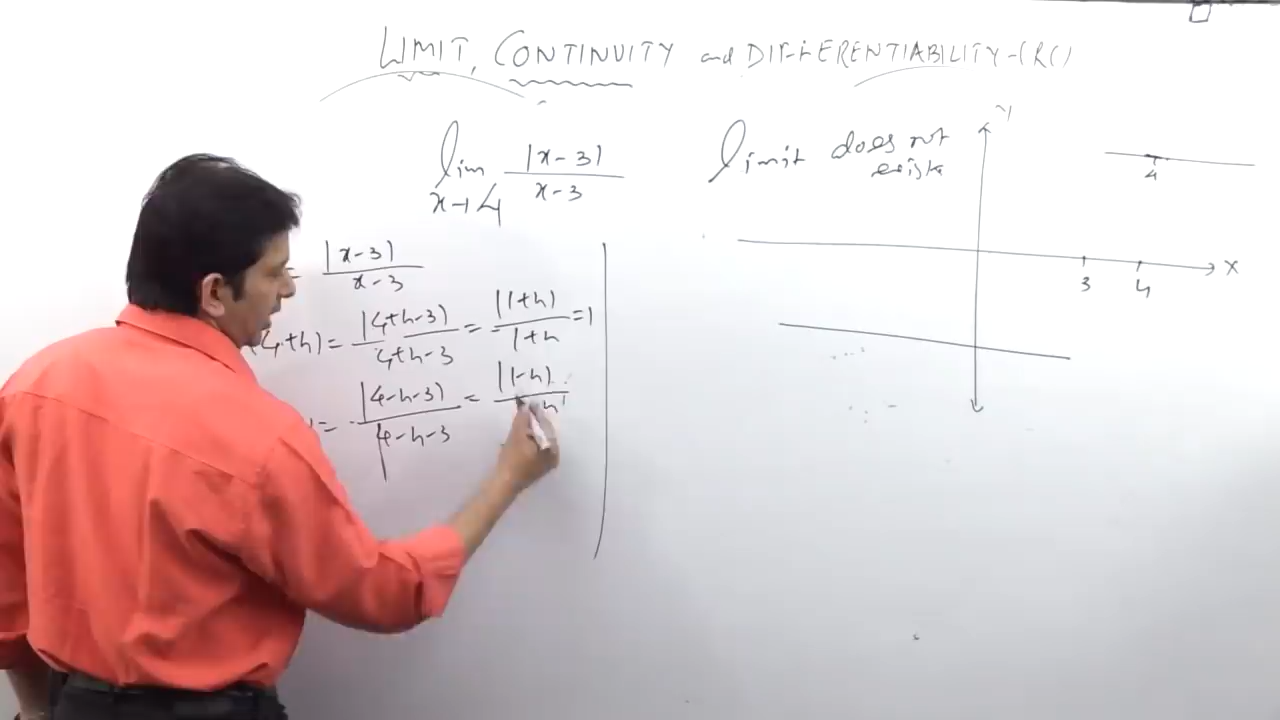 LIMIT, CONTINUITY and DIFFERENTIABILITY-(RC)
lim x→4 |x-3| / x-3
|x-3| / x-3
(4+h) = |4+h-3| / 4+h-3 = |1+h| / 1+h = 1
= |4-h-3| / 4-h-3 = |1-h|
limit does not
exists
Y
4
X
3 4